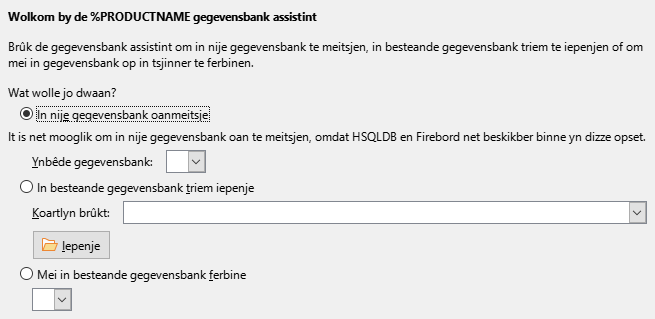 Wolkom by de %PRODUCTNAME gegevensbank assistint
Brûk de gegevensbank assistint om in nije gegevensbank te meitsjen, in besteande gegevensbank triem te iepenjen of om
mei in gegevensbank op in tsjinner te ferbinen.
Wat wolle jo dwaan?
In nije gegevensbank oanmeitsje
It is net mooglik om in nije gegevensbank oan te meitsjen, omdat HSQLDB en Firebord net beskikber binne yn dizze opset.
Ynbêde gegevensbank:
In besteande gegevensbank triem iepenje
Koartlyn brûkt:
Iepenje
Mei in besteande gegevensbank ferbine